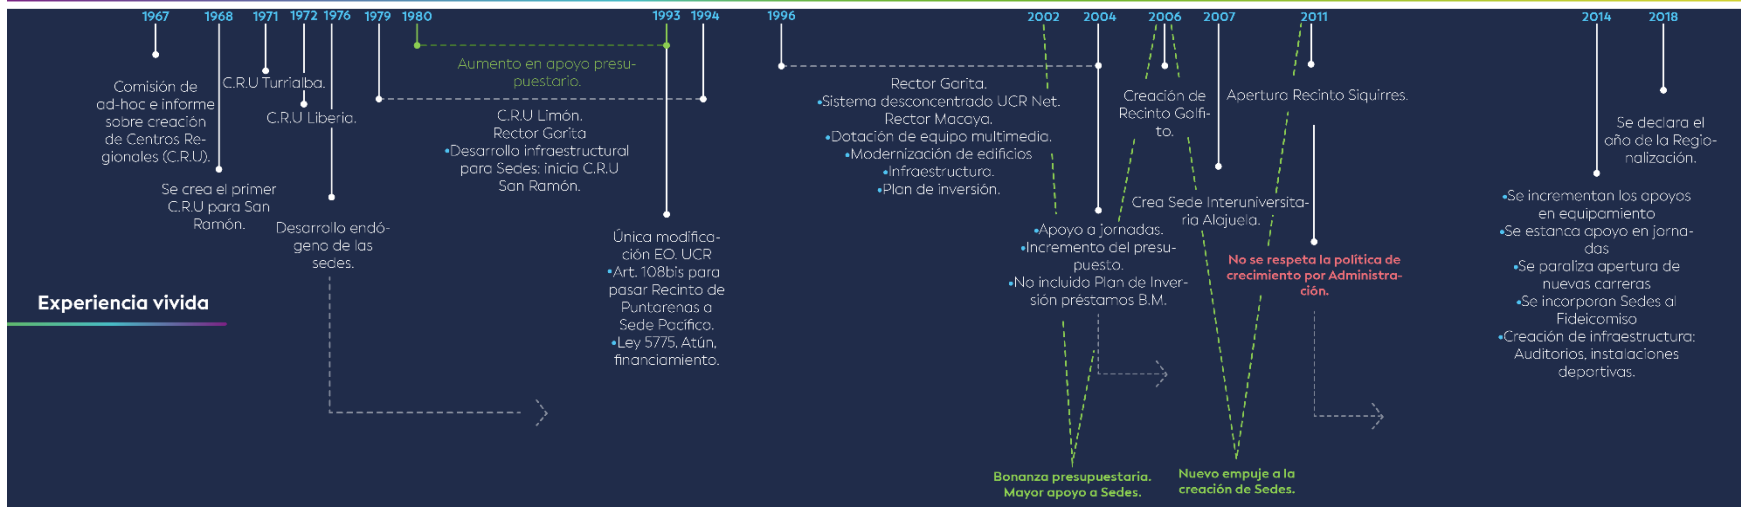 1967
1968
1971
1972
1976
1979
1980
1993
1994
1996
2002
2004
2006
2007
2011
2014
2018
Comisión de
ad-hoc e informe
sobre creación
de Centros Re-
gionales (C.R.U).
Se crea el primer
C.R.U para San
Ramón.
C.R.U Turrialba.
C.R.U Liberia.
Desarrollo endó-
geno de las
sedes.
Aumento en apoyo presu-
puestario.
C.R.U Limón.
Rector Garita
•Desarrollo infraestructural
para Sedes: inicia C.R.U
San Ramón.
Única modifica-
ción EO. UCR
•Art. 108bis para
pasar Recinto de
Puntarenas a
Sede Pacífico.
•Ley 5775, Atún,
financiamiento.
Rector Garita.
•Sistema desconcentrado UCR Net.
Rector Macaya.
•Dotación de equipo multimedia.
•Modernización de edificios
•Infraestructura.
•Plan de inversión.
•Apoyo a jornadas.
•Incremento del presu-
puesto.
•No incluido Plan de Inver-
sión préstamos B.M.
Creación de
Recinto Golfi-
to.
Crea Sede Interuniversita-
ria Alajuela.
Apertura Recinto Siquirres.
No se respeta la política de
crecimiento por Administra-
ción.
Se declara el
año de la Regio-
nalización.
•Se incrementan los apoyos
en equipamiento
•Se estanca apoyo en jorna-
das
•Se paraliza apertura de
nuevas carreras
•Se incorporan Sedes al
Fideicomiso
•Creación de infraestructura:
Auditorios, instalaciones
deportivas.
Experiencia vivida
Bonanza presupuestaria.
Mayor apoyo a Sedes.
Nuevo empuje a la
creación de Sedes.